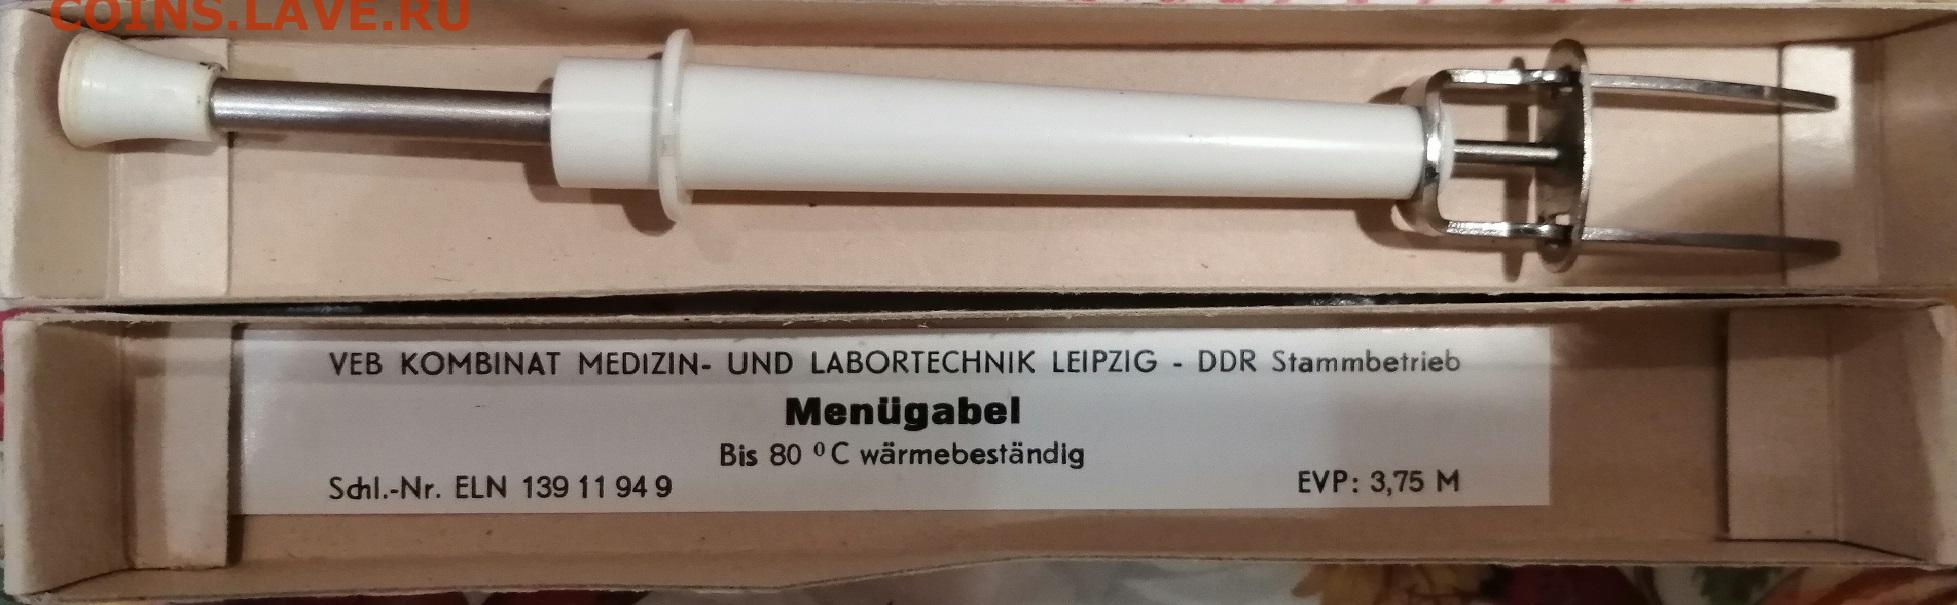 COINS.LAVE.RU
VEB KOMBINAT MEDIZIN- UND LABORTECHNIK LEIPZIG - DDR Stammbetrieb
Menügabel
Bis 80 ⁰C wärmebeständig
Schl.-Nr. ELN 139 11 94 9
EVP: 3,75 M